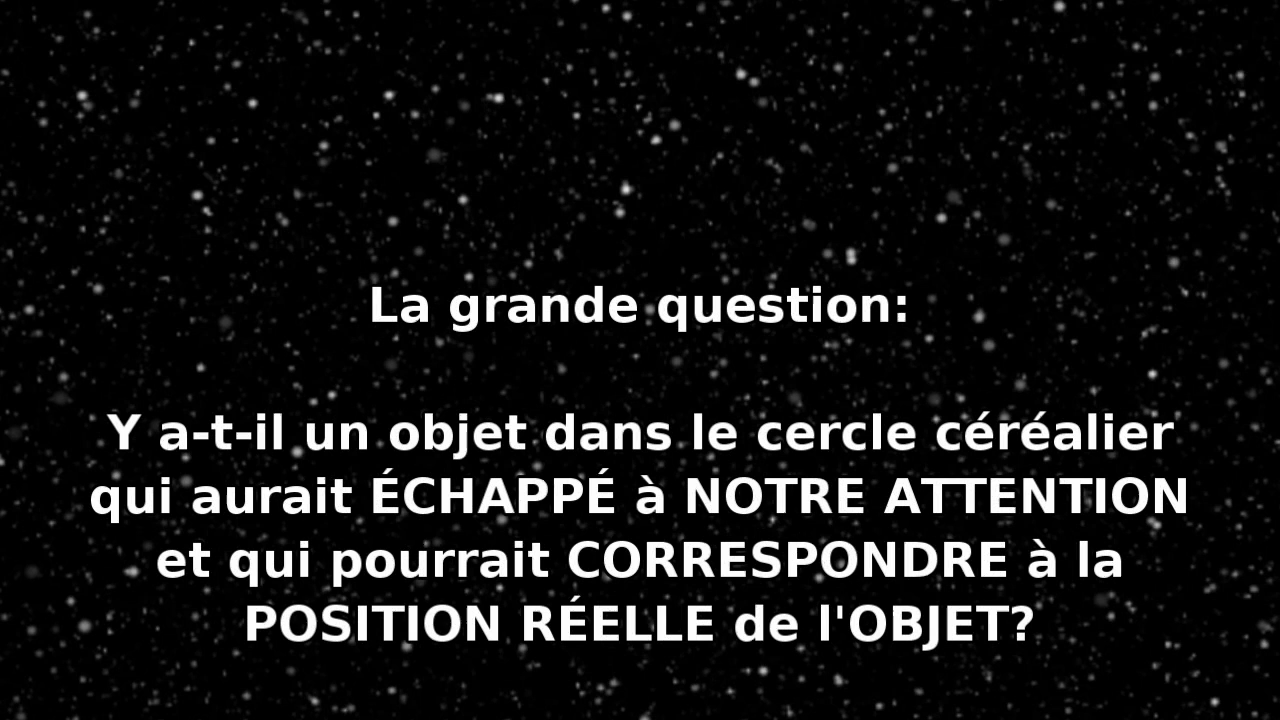 La grande question:
Y a-t-il un objet dans le cercle céréalier
qui aurait ÉCHAPPÉ à NOTRE ATTENTION
et qui pourrait CORRESPONDRE à la
POSITION RÉELLE de l'OBJET?